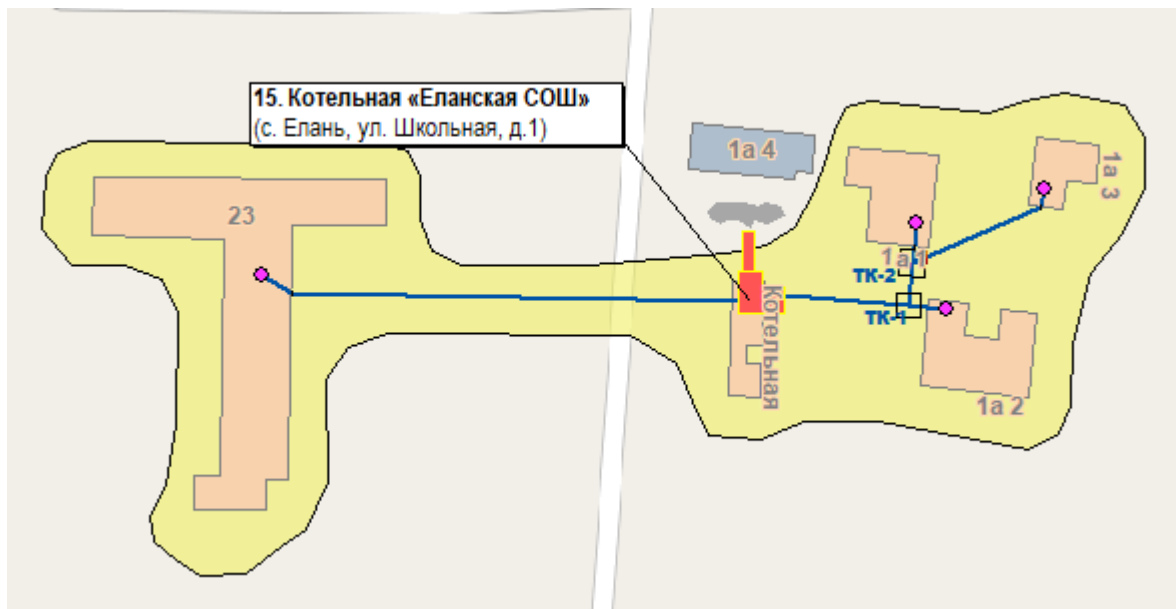 15. Котельная «Еланская СОШ»
(с. Елань, ул. Школьная, д.1)
1а 4
1а 3
23
1а 1
ТК-2
Котельная
ТК-1
1а 2